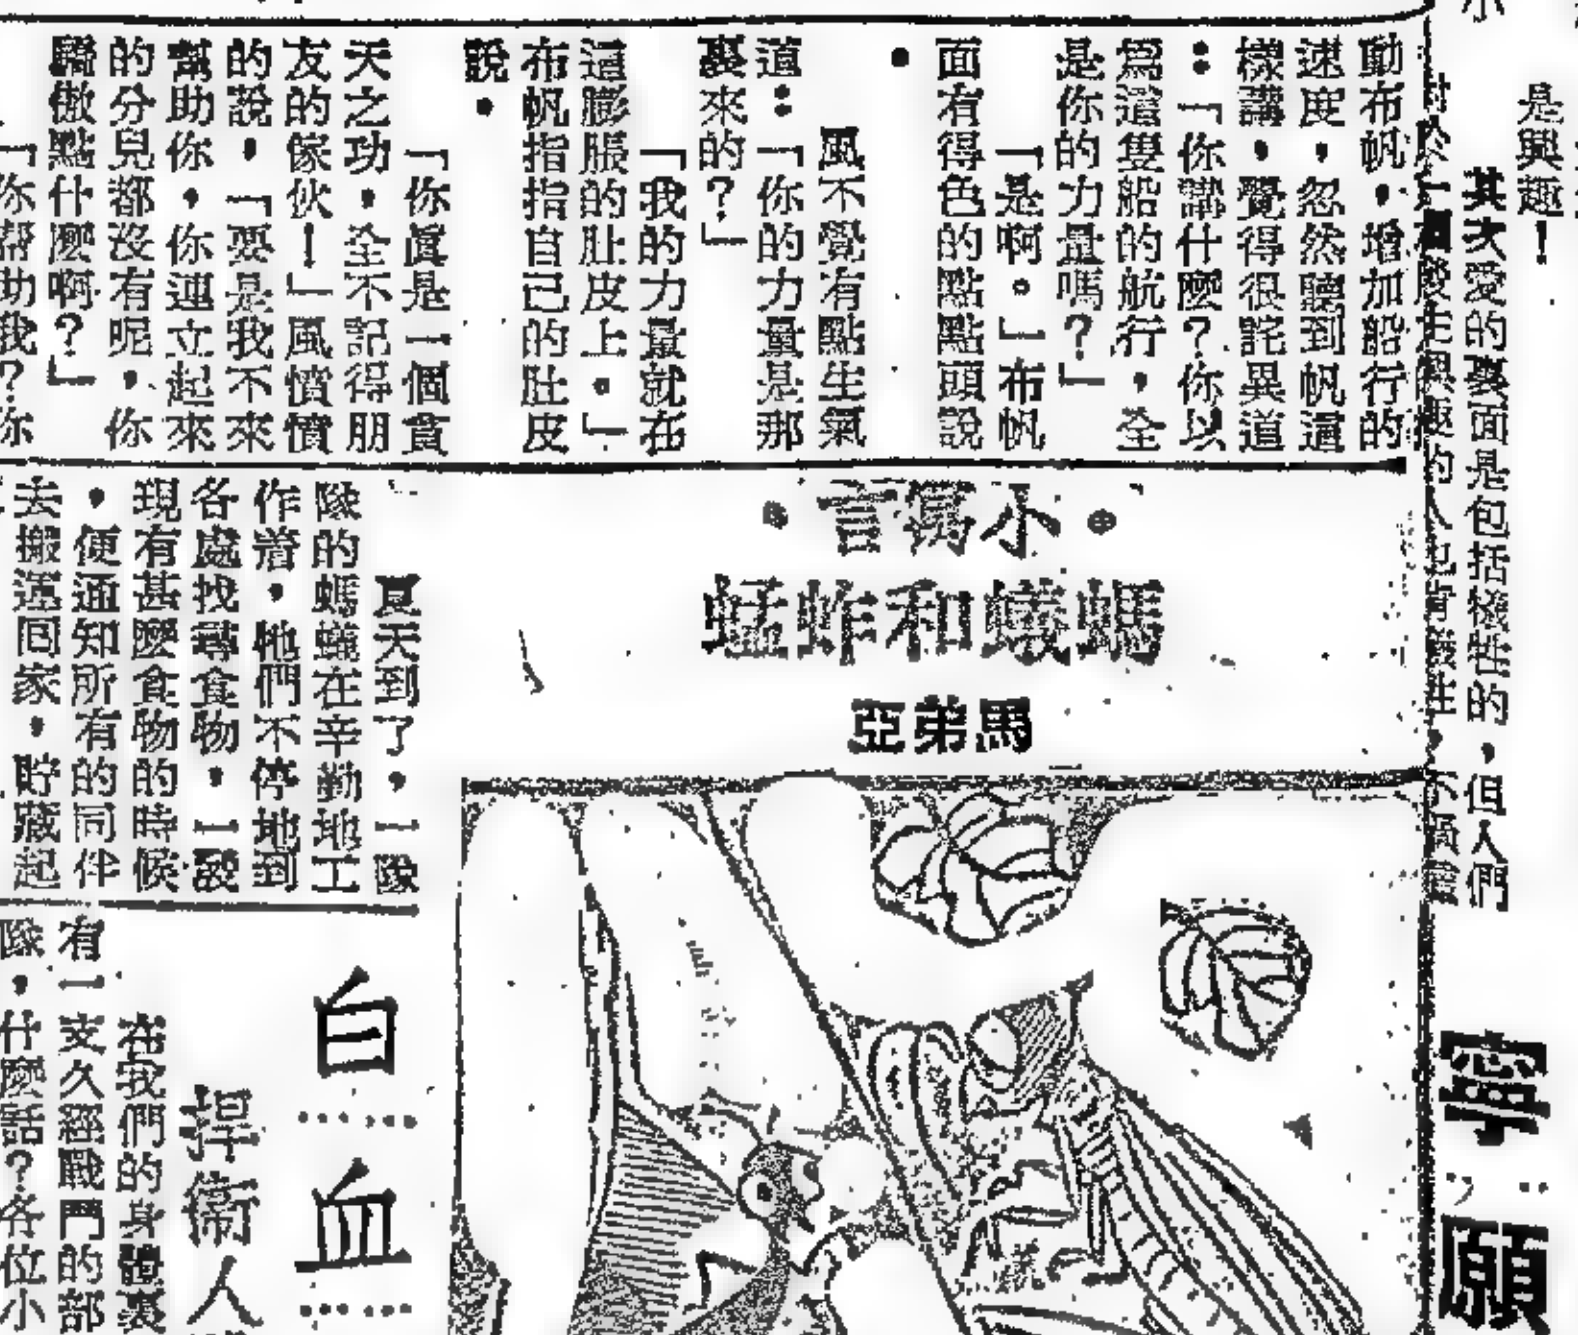 是興趣！
其次愛的裏面是包括犧牲的，但人們
動布帆，增加船行的
速度，忽然聽到帆這
樣講，覺得很詫異道
：「你講什麼？你以
爲這隻船的航行，全
是你的力量嗎？」
「是啊。」布帆
面有得色的點點頭說
。
風不覺有點生氣
道：「你的力量是那
裏來的？」
「我的力量就在
這膨脹的肚皮上。」
布帆指指自己的肚皮
說。
「你眞是一個貪
天之功，全不記得朋
友的傢伙！」風憤憤
的說，「要是我不來
幫助你，你連立起來
的分兒都沒有呢，你
驕傲點什麼啊？」
「你帮助我？你
•小寓言•
螞蟻和蚱蜢
馬弟亞
夏天到了，一隊
隊的螞蟻在辛勤地工
作着，牠們不停地到
各處找尋食物，一發
現有甚麼食物的時候
，便通知所有的同伴
去搬運囘家，貯藏起
白血
捍衞人
在我們的身體裏
有一支久經戰鬥的部
隊，什麼話？各位小
願